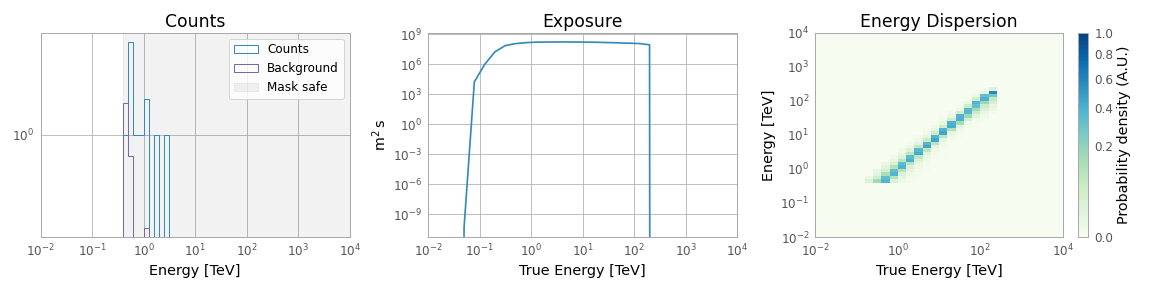 Counts
Counts
Background
Mask safe
10^0
10^-2 10^-1 10^0 10^1 10^2 10^3 10^4
Energy [TeV]
Exposure
10^9
10^6
10^3
10^0
10^-3
10^-6
10^-9
m^2 s
10^-2 10^-1 10^0 10^1 10^2 10^3 10^4
True Energy [TeV]
Energy Dispersion
10^4
10^3
10^2
10^1
10^0
10^-1
10^-2
Energy [TeV]
10^-2 10^0 10^2 10^4
True Energy [TeV]
1.0
0.8
0.6
0.4
0.2
0.0
Probability density (A.U.)